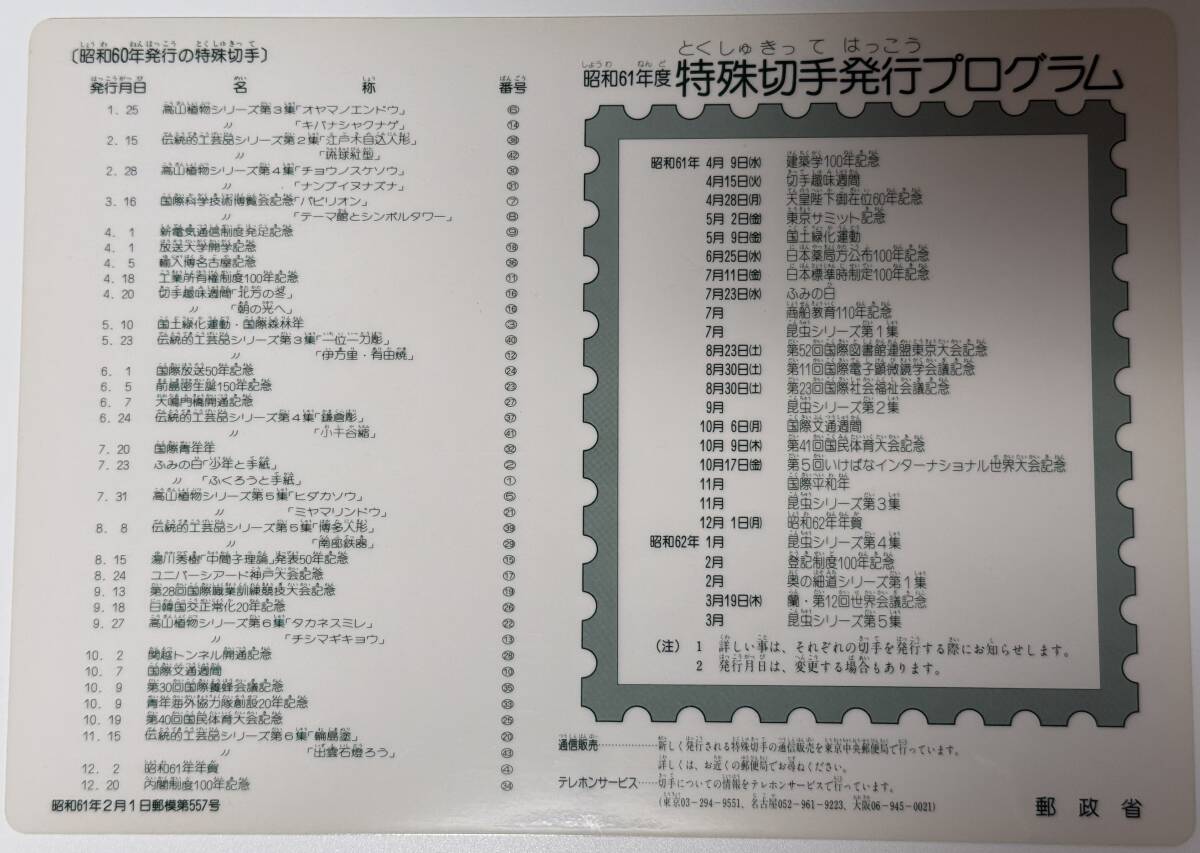 〔昭和60年発行の特殊切手〕
発行月日 名 称 番号
1. 25 高山植物シリーズ第3集「オヤマノエンドウ」 ⑥
〃 「キバナシャクナゲ」 ⑭
2. 15 伝統的工芸品シリーズ第2集「江戸木目込人形」 ㊳
〃 「琉球紅型」 ㊷
2. 28 高山植物シリーズ第4集「チョウノスケソウ」 ㉚
〃 「ナンブイヌナズナ」 ㉛
3. 16 国際科学技術博覧会記念「パビリオン」 ⑦
〃 「テーマ館とシンボルタワー」 ⑧
4. 1 新電気通信制度発足記念 ⑨
4. 1 放送大学開学記念 ⑱
4. 5 輸入博名古屋記念 ㊱
4. 18 工業所有権制度100年記念 ⑪
4. 20 切手趣味週間「北方の冬」 ⑯
〃 「朝の光へ」 ⑯
5. 10 国土緑化運動・国際森林年 ③
5. 23 伝統的工芸品シリーズ第3集「一位一刀彫」 ㊵
〃 「伊万里・有田焼」 ⑫
6. 1 国際放送50年記念 ㉔
6. 5 前島密生誕150年記念 ㉓
6. 7 大鳴門橋開通記念 ㉗
6. 24 伝統的工芸品シリーズ第4集「鎌倉彫」 ㊲
〃 「小千谷縮」 ㊶
7. 20 国際青年年 ㉜
7. 23 ふみの日「少年と手紙」 ②
〃 「ふくろうと手紙」 ①
7. 31 高山植物シリーズ第5集「ヒダカソウ」 ⑤
〃 「ミヤマリンドウ」 ㉑
8. 8 伝統的工芸品シリーズ第5集「博多人形」 ㊴
〃 「南部鉄器」 ㉙
8. 15 湯川秀樹「中間子理論」発表50年記念 ⑮
8. 24 ユニバーシアード神戸大会記念 ⑰
9. 13 第28回国際職業訓練競技大会記念 ⑲
9. 18 日韓国交正常化20年記念 ㉖
9. 27 高山植物シリーズ第6集「タカネスミレ」 ㉒
〃 「チシマギキョウ」 ⑬
10. 2 関越トンネル開通記念 ㉘
10. 7 国際文通週間 ⑩
10. 9 第30回国際養蜂会議記念 ㉟
10. 9 青年海外協力隊創設20年記念 ㉝
10. 19 第40回国民体育大会記念 ㉕
11. 15 伝統的工芸品シリーズ第6集「輪島塗」 ⑳
〃 「出雲石燈ろう」 ㊸
12. 2 昭和61年年賀 ④
12. 20 内閣制度100年記念 ㉞
昭和61年2月1日郵模第557号
とくしゅきって はっこう
昭和61年度 特殊切手発行プログラム
昭和61年 4月 9日(水) 建築学100年記念
4月15日(火) 切手趣味週間
4月28日(月) 天皇陛下御在位60年記念
5月 2日(金) 東京サミット記念
5月 9日(金) 国土緑化運動
6月25日(水) 日本薬局方公布100年記念
7月11日(金) 日本標準時制定100年記念
7月23日(水) ふみの日
7月 商船教育110年記念
7月 昆虫シリーズ第1集
8月23日(土) 第52回国際図書館連盟東京大会記念
8月30日(土) 第11回国際電子顕微鏡学会議記念
8月30日(土) 第23回国際社会福祉会議記念
9月 昆虫シリーズ第2集
10月 6日(月) 国際文通週間
10月 9日(木) 第41回国民体育大会記念
10月17日(金) 第5回いけばなインターナショナル世界大会記念
11月 国際平和年
11月 昆虫シリーズ第3集
12月 1日(月) 昭和62年年賀
昭和62年 1月 昆虫シリーズ第4集
2月 登記制度100年記念
2月 奥の細道シリーズ第1集
3月19日(木) 蘭・第12回世界会議記念
3月 昆虫シリーズ第5集
(注) 1 詳しい事は、それぞれの切手を発行する際にお知らせします。
2 発行月日は、変更する場合もあります。
通信販売………新しく発行される特殊切手の通信販売を東京中央郵便局で行っています。
詳しくは、お近くの郵便局でお尋ねください。
テレホンサービス……切手についての情報をテレホンサービスで行っています。
(東京03-294-9551、名古屋052-961-9223、大阪06-945-0021)
郵政省